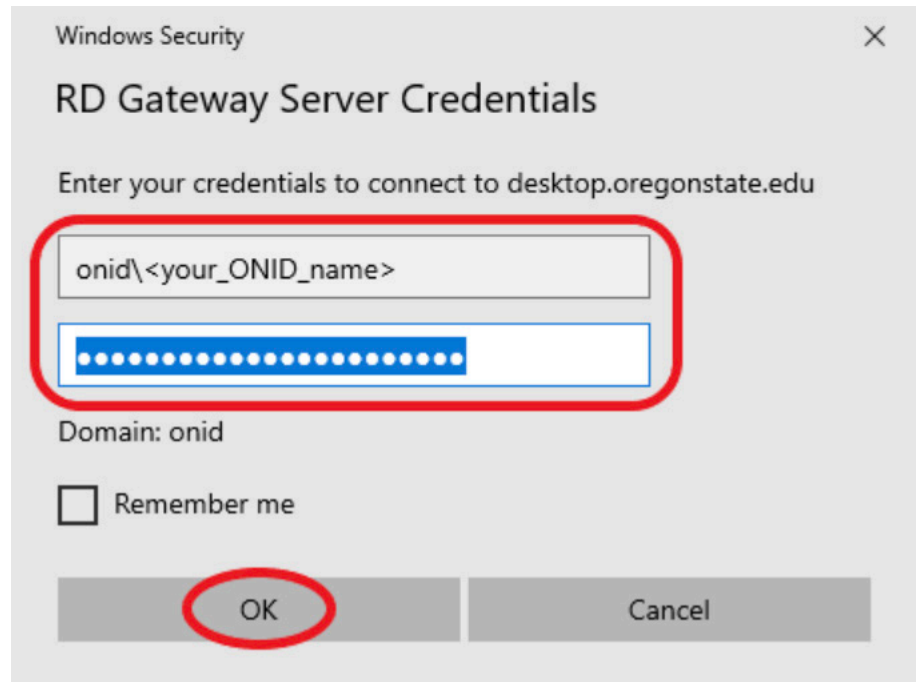 Windows Security
RD Gateway Server Credentials
Enter your credentials to connect to desktop.oregonstate.edu
onid\<your_ONID_name>
●●●●●●●●●●●●●●●●●●●●●●●
Domain: onid
Remember me
OK
Cancel